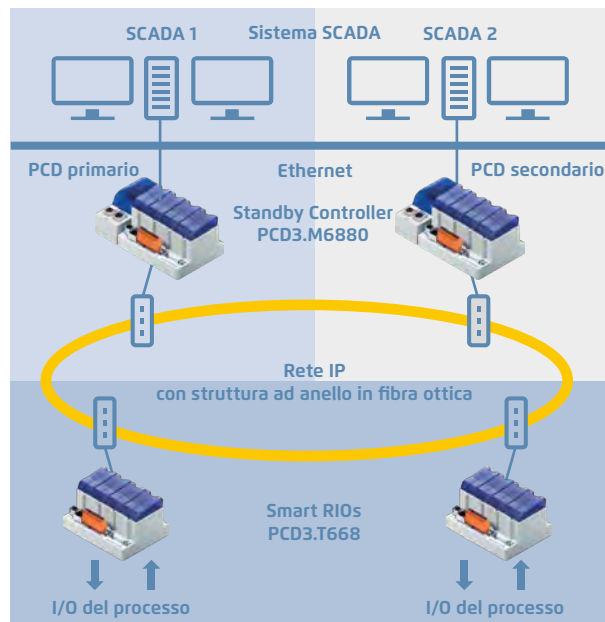 SCADA 1
Sistema SCADA
SCADA 2
PCD primario
Ethernet
PCD secondario
Standby Controller
PCD3.M6880
Rete IP
con struttura ad anello in fibra ottica
Smart RIOs
PCD3.T668
I/O del processo
I/O del processo